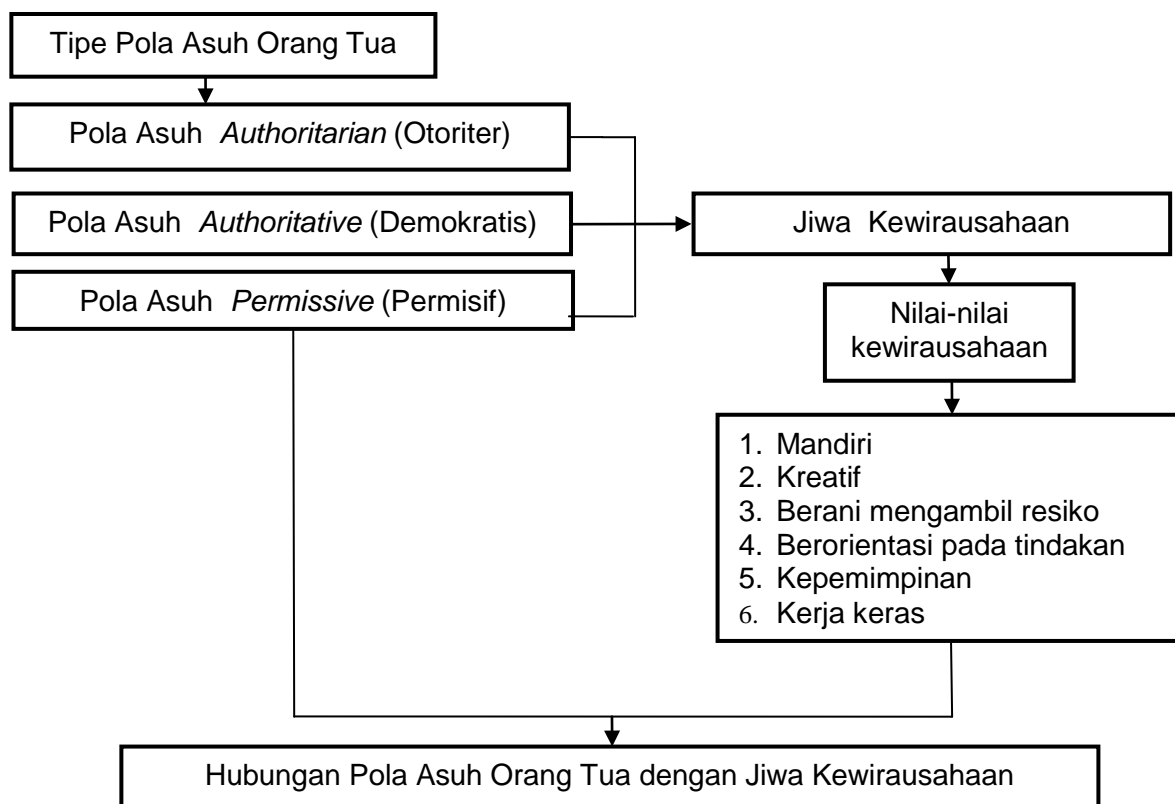 Tipe Pola Asuh Orang Tua
Pola Asuh Authoritarian (Otoriter)
Pola Asuh Authoritative (Demokratis)
Jiwa Kewirausahaan
Pola Asuh Permissive (Permisif)
Nilai-nilai
kewirausahaan
1. Mandiri
2. Kreatif
3. Berani mengambil resiko
4. Berorientasi pada tindakan
5. Kepemimpinan
6. Kerja keras
Hubungan Pola Asuh Orang Tua dengan Jiwa Kewirausahaan